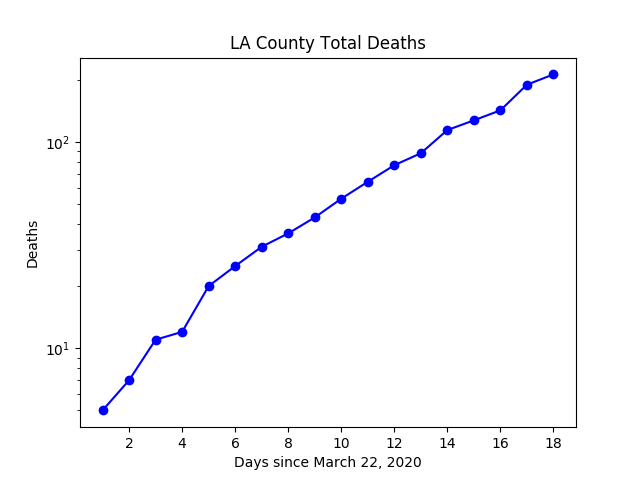 LA County Total Deaths
Deaths
10²
10¹
2 4 6 8 10 12 14 16 18
Days since March 22, 2020